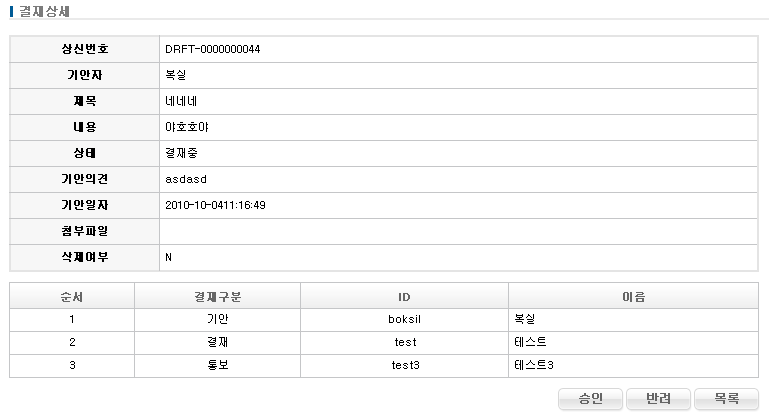 결재상세
상신번호 DRFT-0000000044
기안자 복실
제목 네네네
내용 야호호야
상태 결재중
기안의견 asdasd
기안일자 2010-10-0411:16:49
첨부파일
삭제여부 N
순서 결재구분 ID 이름
1 기안 boksil 복실
2 결재 test 테스트
3 통보 test3 테스트3
승인 반려 목록